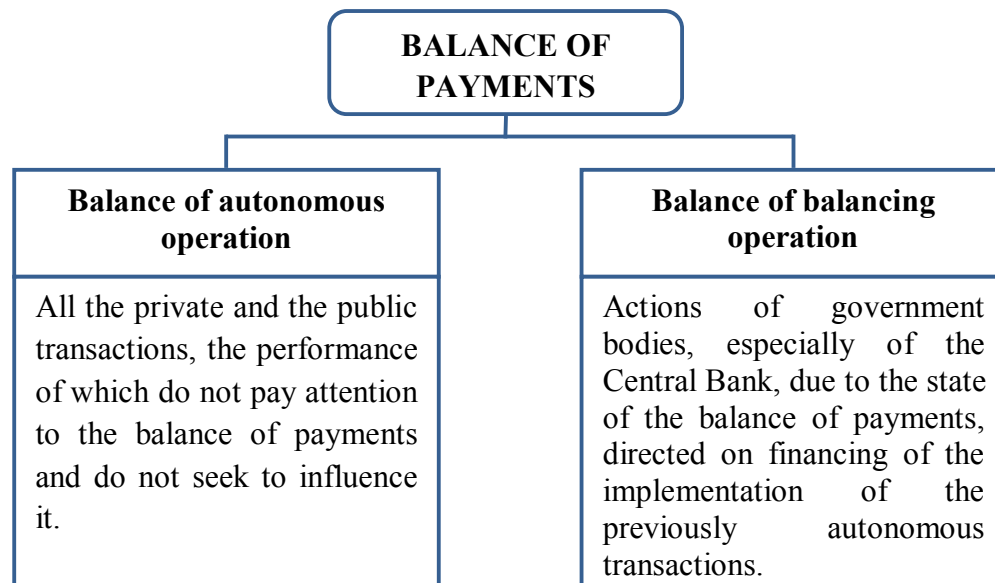 BALANCE OF
PAYMENTS
Balance of autonomous
operation
All the private and the public
transactions, the performance
of which do not pay attention
to the balance of payments
and do not seek to influence
it.
Balance of balancing
operation
Actions of government
bodies, especially of the
Central Bank, due to the state
of the balance of payments,
directed on financing of the
implementation of the
previously autonomous
transactions.